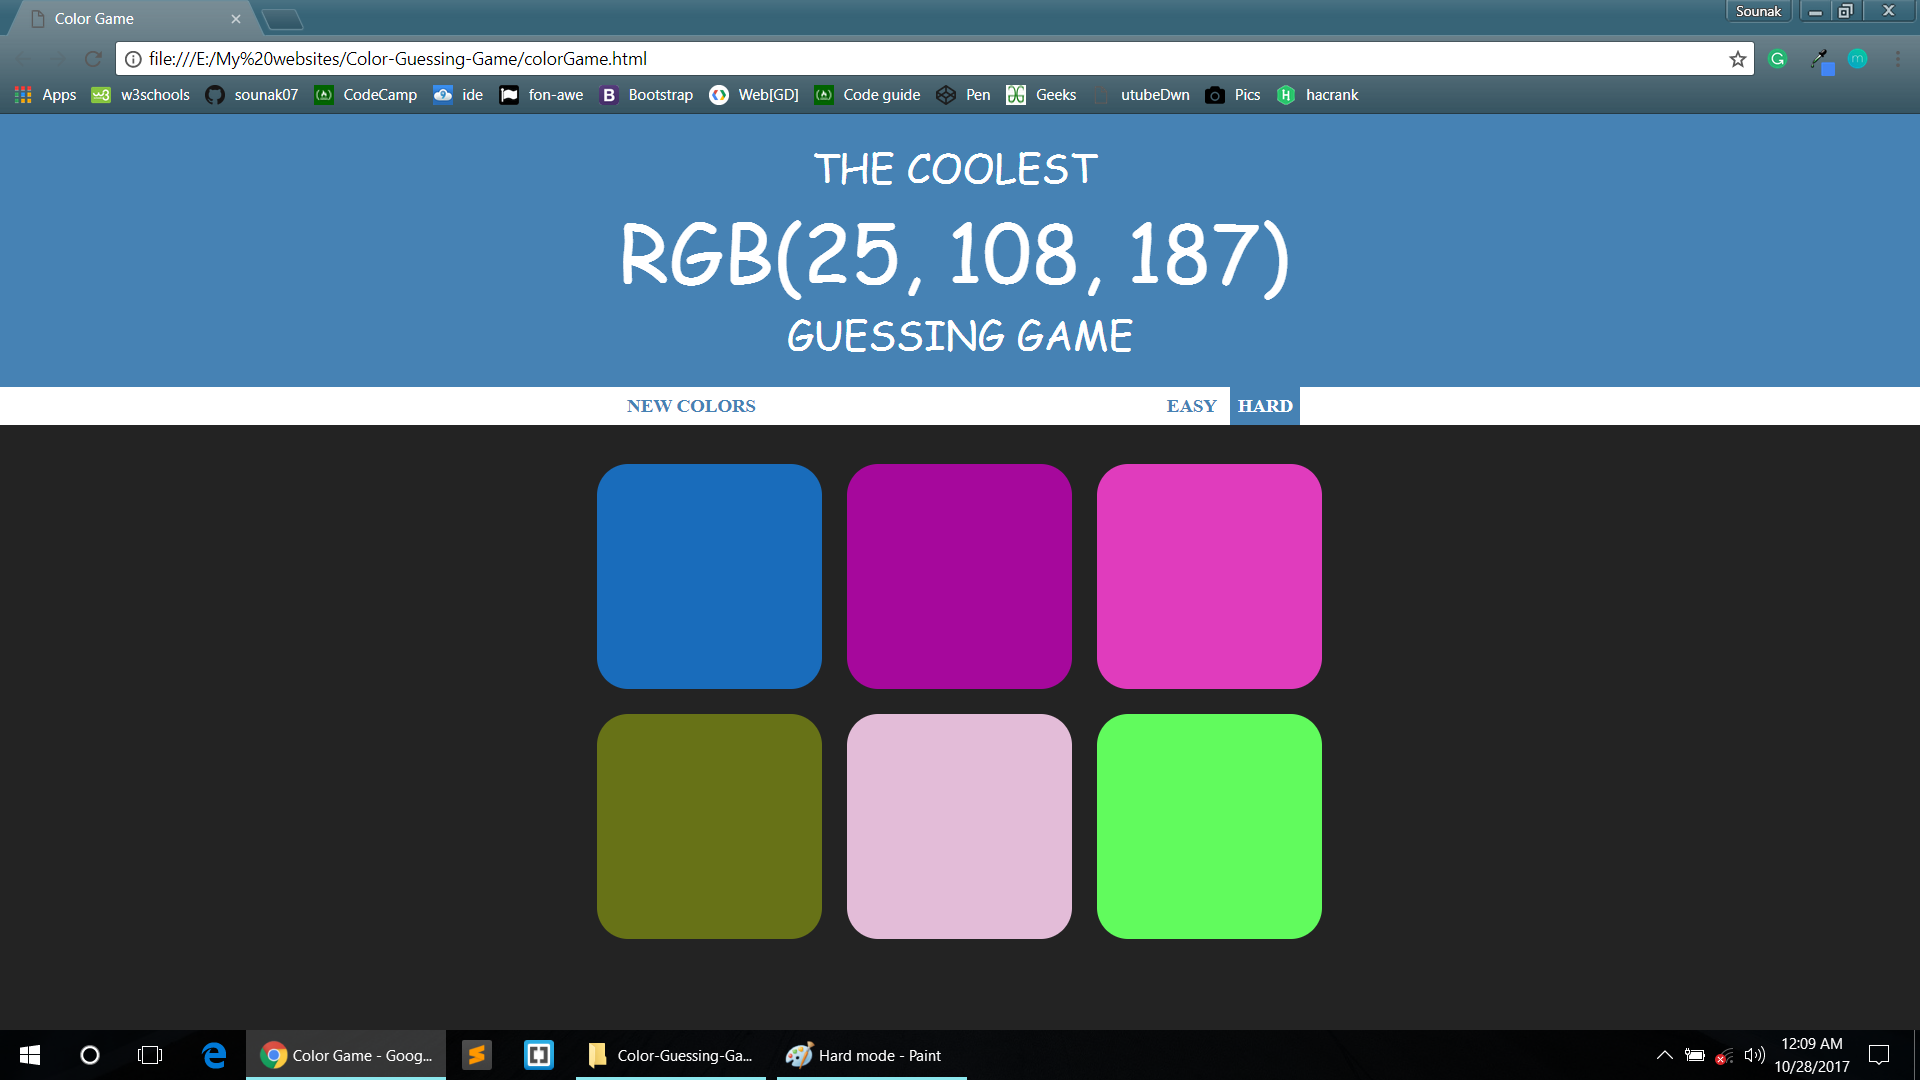 Color Game
Sounak
file:///E:/My%20websites/Color-Guessing-Game/colorGame.html
Apps w3schools sounak07 CodeCamp ide fon-awe Bootstrap Web[GD] Code guide Pen Geeks utubeDwn Pics hacrank
THE COOLEST
RGB(25, 108, 187)
GUESSING GAME
NEW COLORS EASY HARD
Color Game - Goog... Color-Guessing-Ga... Hard mode - Paint
12:09 AM
10/28/2017